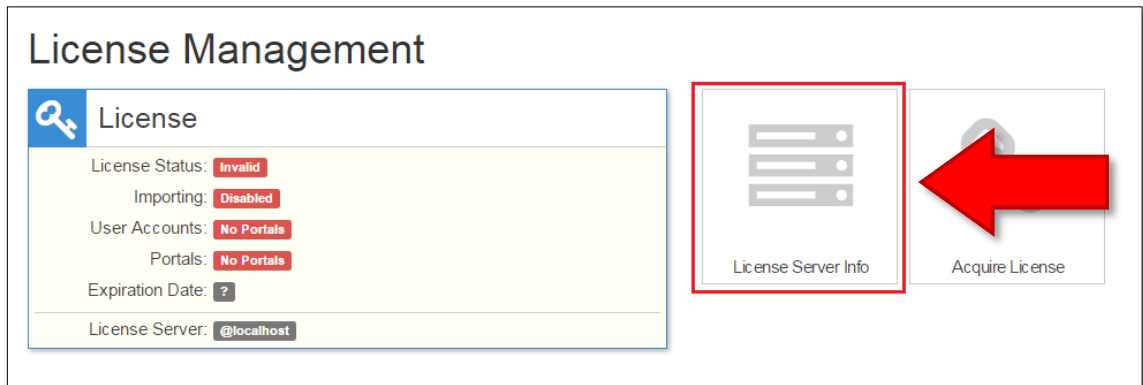 License Management
License
License Status: Invalid
Importing: Disabled
User Accounts: No Portals
Portals: No Portals
Expiration Date: ?
License Server: @localhost
License Server Info
Acquire License